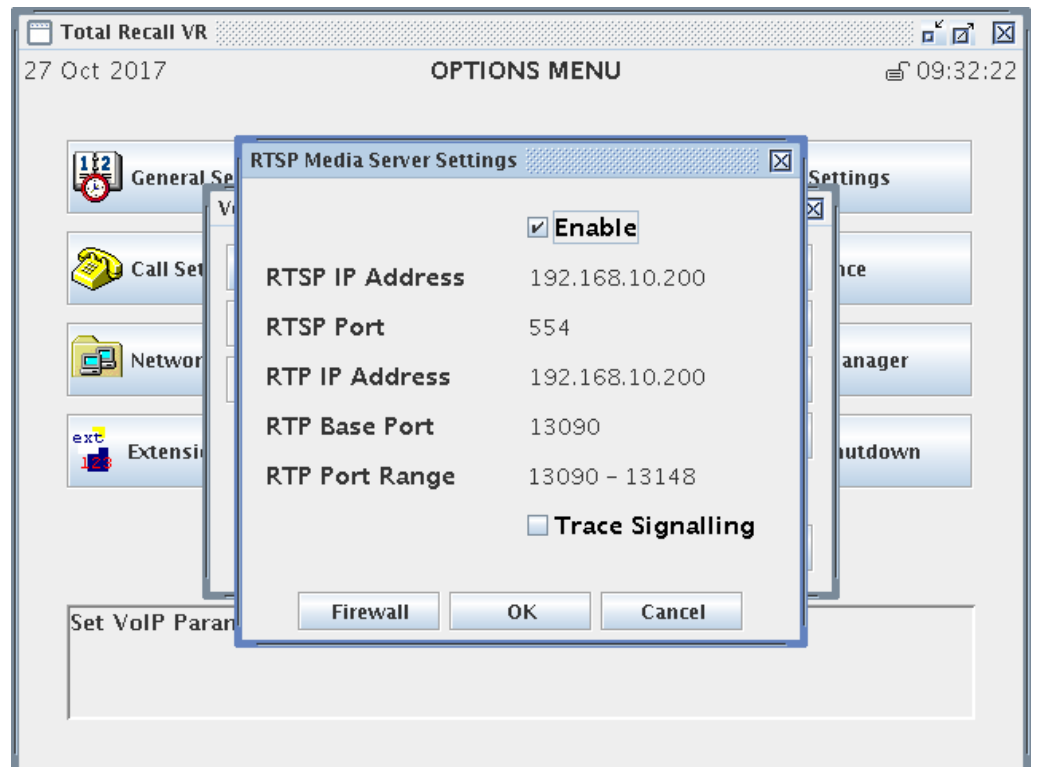 Total Recall VR
27 Oct 2017 OPTIONS MENU 09:32:22
RTSP Media Server Settings
General Se
Settings
Enable
Call Set
RTSP IP Address 192.168.10.200
nce
RTSP Port 554
Networ
RTP IP Address 192.168.10.200
anager
RTP Base Port 13090
ext
123
Extensi
RTP Port Range 13090 - 13148
utdown
Trace Signalling
Firewall OK Cancel
Set VoIP Paran